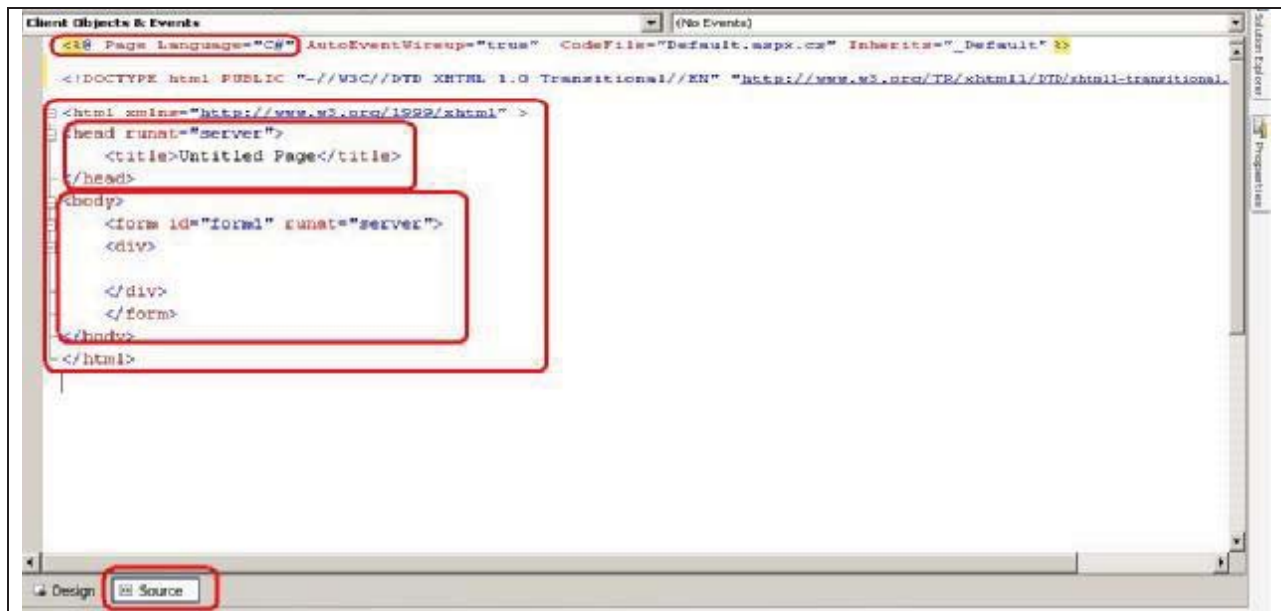 Client Objects & Events
(No Events)
<%@ Page Language="C#" AutoEventWireup="true" CodeFile="Default.aspx.cs" Inherits="_Default" %>
<!DOCTYPE html PUBLIC "-//W3C//DTD XHTML 1.0 Transitional//EN" "http://www.w3.org/TR/xhtml1/DTD/xhtml1-transitional.
<html xmlns="http://www.w3.org/1999/xhtml" >
<head runat="server">
<title>Untitled Page</title>
</head>
<body>
<form id="form1" runat="server">
<div>
</div>
</form>
</body>
</html>
Design
Source
Solution Explorer
Properties